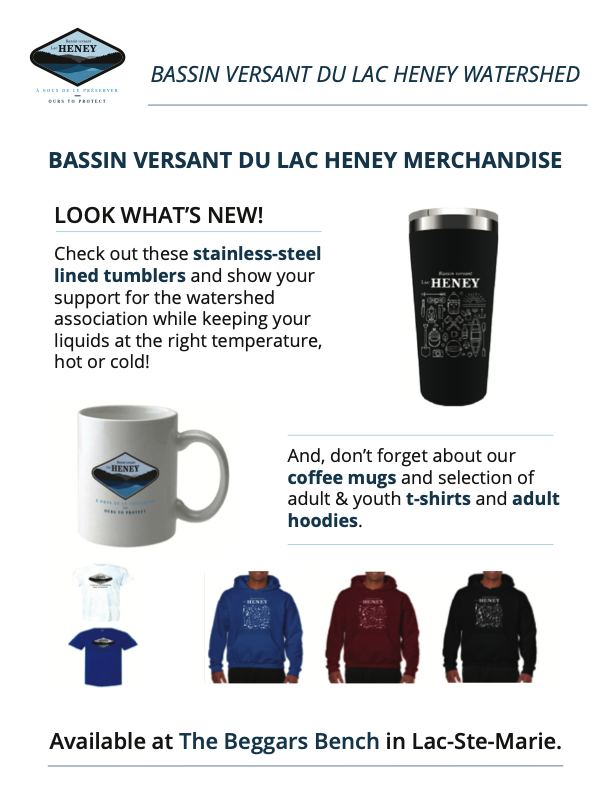 Bassin versant
Lac HENEY
À NOUS DE LE PRÉSERVER
OURS TO PROTECT
BASSIN VERSANT DU LAC HENEY WATERSHED
BASSIN VERSANT DU LAC HENEY MERCHANDISE
LOOK WHAT’S NEW!
Check out these stainless-steel
lined tumblers and show your
support for the watershed
association while keeping your
liquids at the right temperature,
hot or cold!
Bassin versant
Lac HENEY
Bassin versant
Lac HENEY
À NOUS DE LE PRÉSERVER
OURS TO PROTECT
And, don’t forget about our
coffee mugs and selection of
adult & youth t-shirts and adult
hoodies.
HENEY
HENEY
HENEY
HENEY
Available at The Beggars Bench in Lac-Ste-Marie.